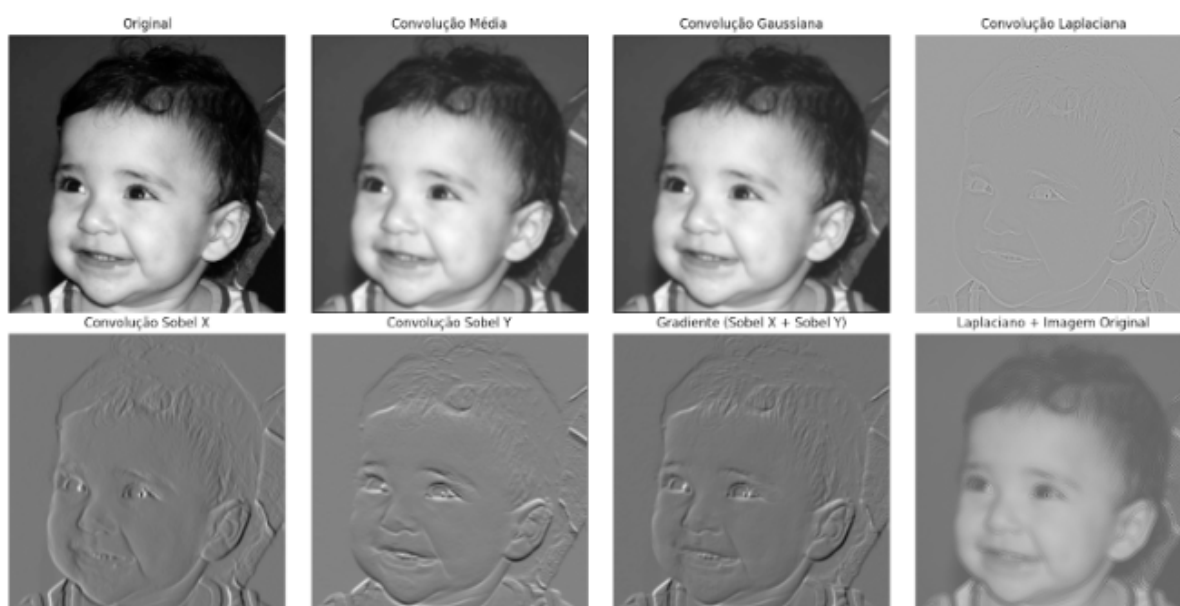 Original
Convolução Média
Convolução Gaussiana
Convolução Laplaciana
Convolução Sobel X
Convolução Sobel Y
Gradiente (Sobel X + Sobel Y)
Laplaciano + Imagem Original